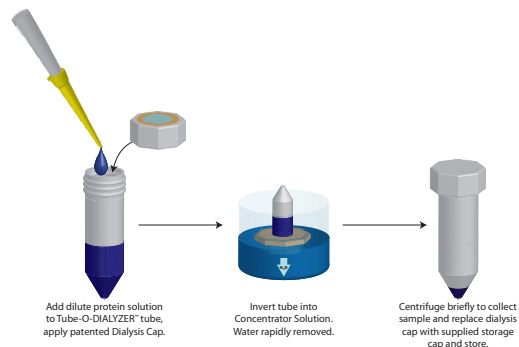 H₂O
Add dilute protein solution
to Tube-O-DIALYZER™ tube,
apply patented Dialysis Cap.
Invert tube into
Concentrator Solution.
Water rapidly removed.
Centrifuge briefly to collect
sample and replace dialysis
cap with supplied storage
cap and store.